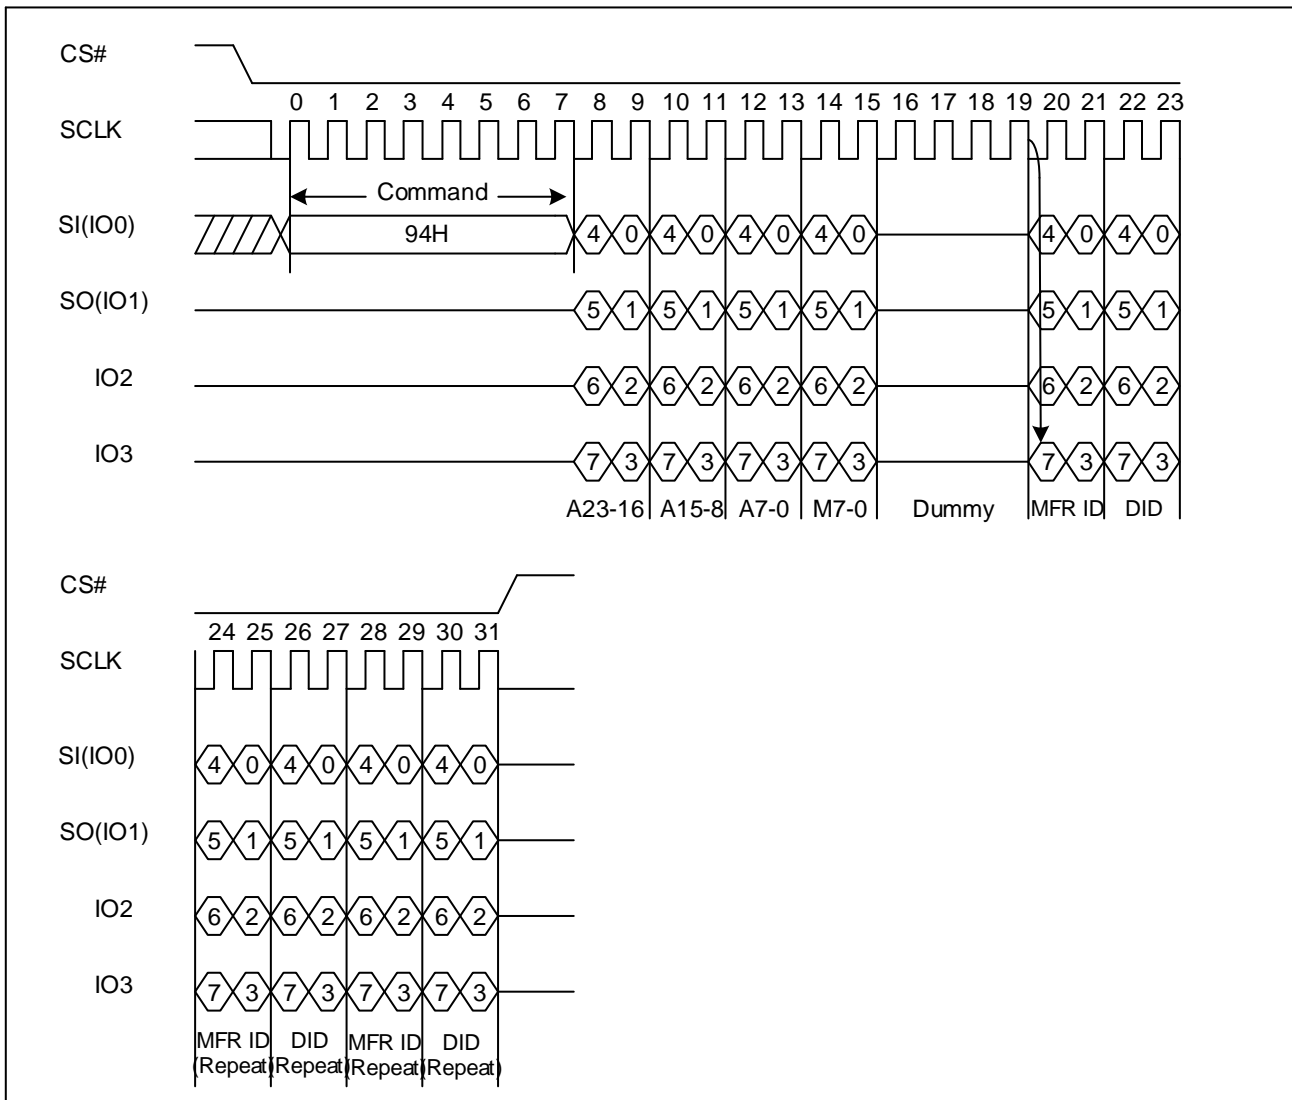 CS#
0 1 2 3 4 5 6 7 8 9 10 11 12 13 14 15 16 17 18 19 20 21 22 23
SCLK
Command
SI(IO0) 94H 4 0 4 0 4 0 4 0 4 0 4 0
SO(IO1) 5 1 5 1 5 1 5 1 5 1 5 1
IO2 6 2 6 2 6 2 6 2 6 2 6 2
IO3 7 3 7 3 7 3 7 3 7 3 7 3
A23-16 A15-8 A7-0 M7-0 Dummy MFR ID DID
CS#
24 25 26 27 28 29 30 31
SCLK
SI(IO0) 4 0 4 0 4 0 4 0
SO(IO1) 5 1 5 1 5 1 5 1
IO2 6 2 6 2 6 2 6 2
IO3 7 3 7 3 7 3 7 3
MFR ID DID MFR ID DID
(Repeat) (Repeat) (Repeat) (Repeat)